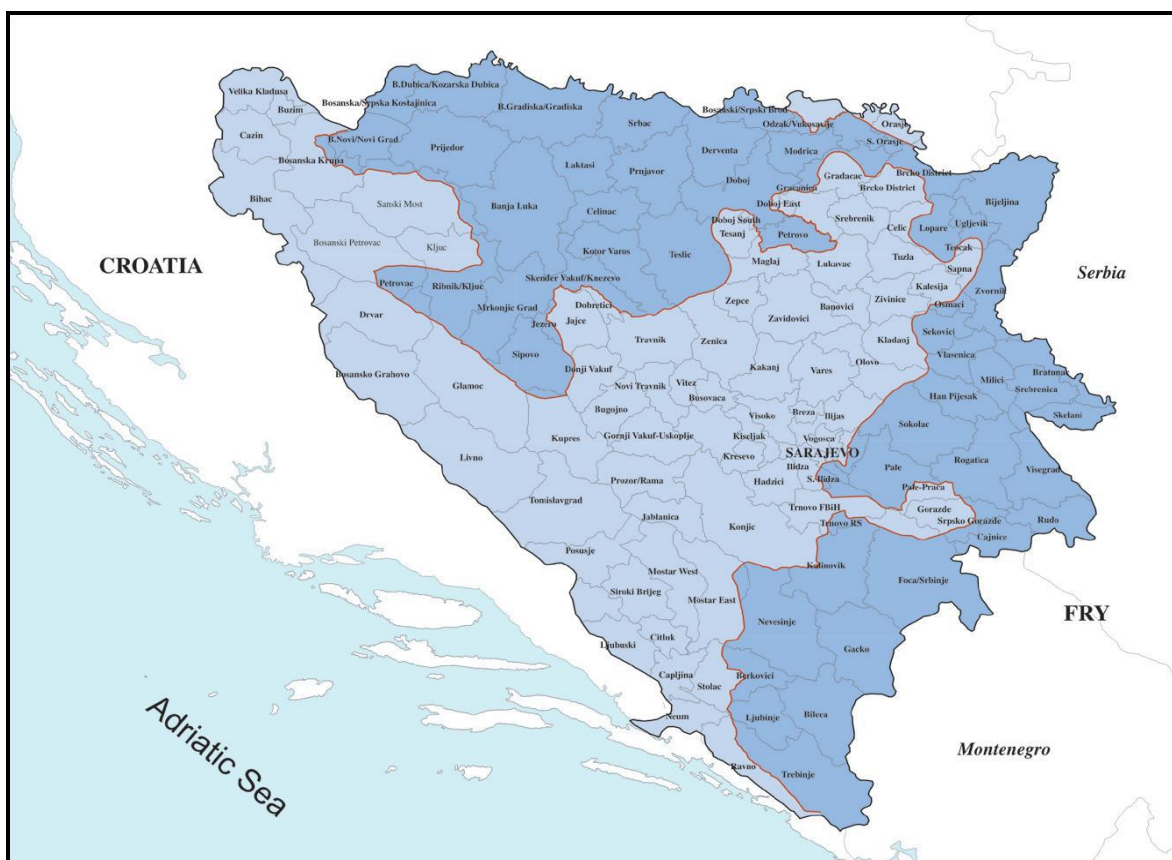 Velika Kladusa
Buzim
Cazin
Bihac
Bosanska Krupa
Bosanska/Srpska Kostajnica
B.Dubica/Kozarska Dubica
B.Novi/Novi Grad
Prijedor
B.Gradiska/Gradiska
Srbac
Laktasi
Prnjavor
Derventa
Bosanski/Srpski Brod
Odzak/Vukosavlje
Modrica
Orasje
S. Orasje
Doboj
Gracanica
Gradacac
Brcko District
Brcko District
Bijeljina
Doboj East
Srebrenik
Celic
Lopare
Ugljevik
Teocak
Sanski Most
Banja Luka
Celinac
Doboj South
Tesanj
Petrovo
Bosanski Petrovac
Kljuc
Kotor Varos
Teslic
Maglaj
Lukavac
Tuzla
Sapna
CROATIA
Serbia
Petrovac
Ribnik/Kljuc
Skender Vakuf/Knezevo
Kalesija
Zvornik
Drvar
Mrkonjic Grad
Jezero
Dobretici
Jajce
Zepce
Zavidovici
Banovici
Zivinice
Osmaci
Sekovici
Sipovo
Travnik
Zenica
Kladanj
Vlasenica
Bosansko Grahovo
Glamoc
Donji Vakuf
Novi Travnik
Vitez
Busovaca
Kakanj
Vares
Olovo
Milici
Bratunac
Srebrenica
Han Pijesak
Skelani
Bugojno
Visoko
Breza
Ilijas
Kupres
Gornji Vakuf-Uskoplje
Kiseljak
Vogosca
SARAJEVO
Sokolac
Livno
Kresevo
Ilidza
Hadzici
S. Ilidza
Pale
Rogatica
Visegrad
Prozor/Rama
Pale-Praca
Tomislavgrad
Jablanica
Konjic
Trnovo FBiH
Trnovo RS
Gorazde
Srpsko Gorazde
Rudo
Cajnice
Posusje
Mostar West
Kalinovik
Foca/Srbinje
Siroki Brijeg
Mostar East
FRY
Nevesinje
Ljubuski
Citluk
Gacko
Capljina
Stolac
Berkovici
Neum
Ljubinje
Bileca
Ravno
Trebinje
Montenegro
Adriatic Sea